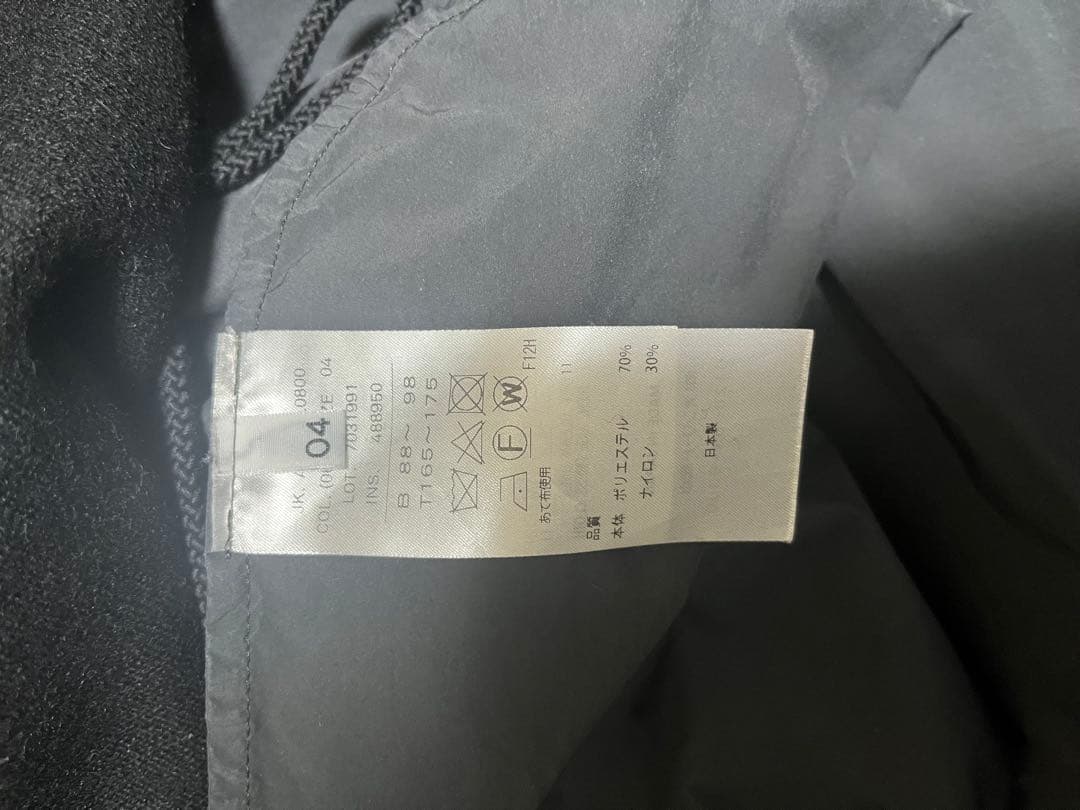 JK. A .0800
COL. (00 'E 04
04
LOT. 7031991
INS. 488950
B 88～ 98
T165～175
F W
あて布使用 F12H
11
品質
本体 ポリエステル 70%
ナイロン 30%
日本製